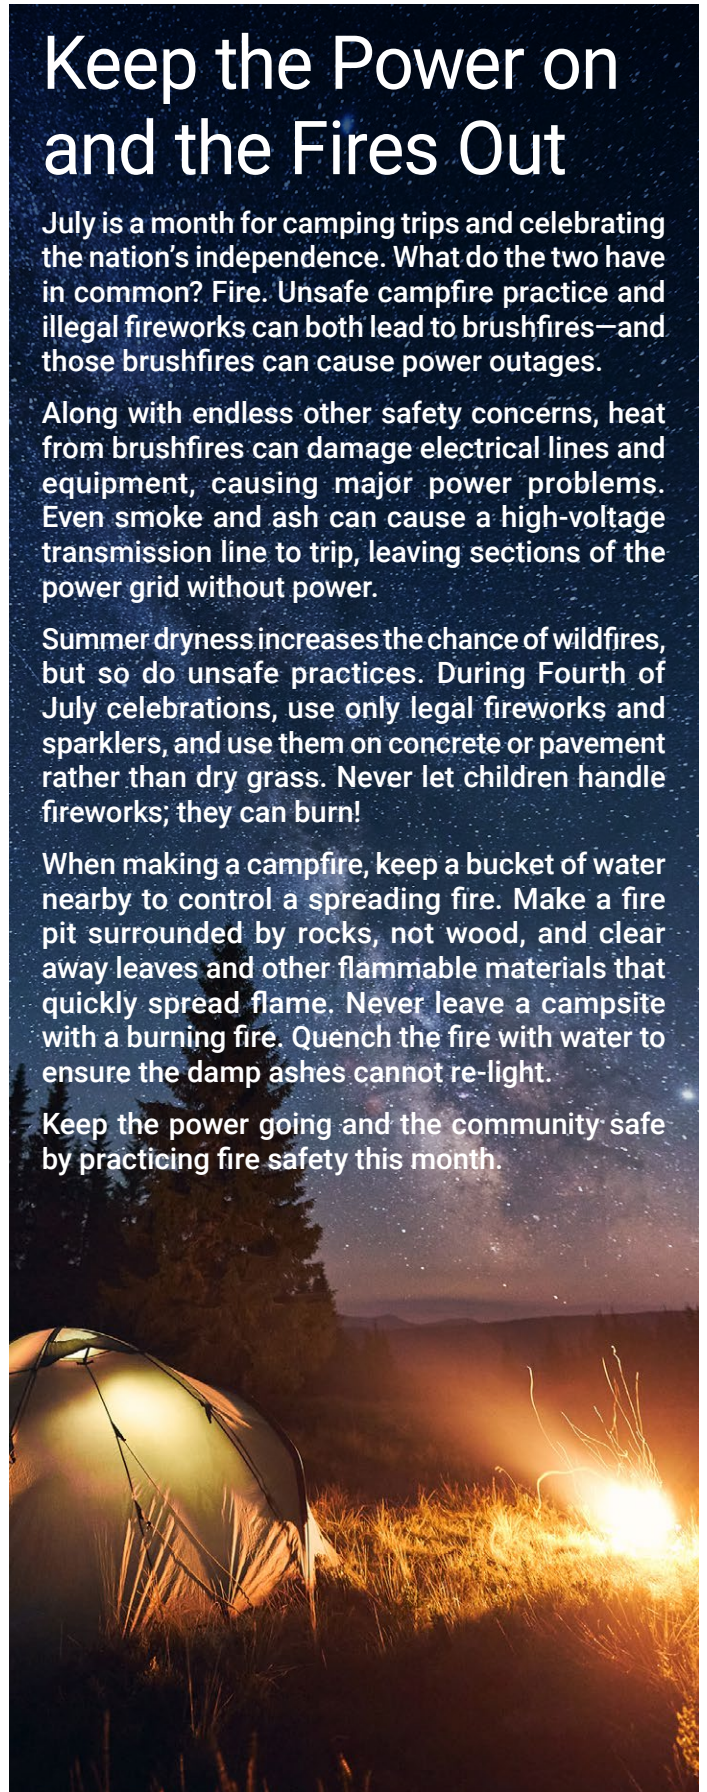 Keep the Power on
and the Fires Out
July is a month for camping trips and celebrating
the nation’s independence. What do the two have
in common? Fire. Unsafe campfire practice and
illegal fireworks can both lead to brushfires—and
those brushfires can cause power outages.
Along with endless other safety concerns, heat
from brushfires can damage electrical lines and
equipment, causing major power problems.
Even smoke and ash can cause a high-voltage
transmission line to trip, leaving sections of the
power grid without power.
Summer dryness increases the chance of wildfires,
but so do unsafe practices. During Fourth of
July celebrations, use only legal fireworks and
sparklers, and use them on concrete or pavement
rather than dry grass. Never let children handle
fireworks; they can burn!
When making a campfire, keep a bucket of water
nearby to control a spreading fire. Make a fire
pit surrounded by rocks, not wood, and clear
away leaves and other flammable materials that
quickly spread flame. Never leave a campsite
with a burning fire. Quench the fire with water to
ensure the damp ashes cannot re-light.
Keep the power going and the community safe
by practicing fire safety this month.